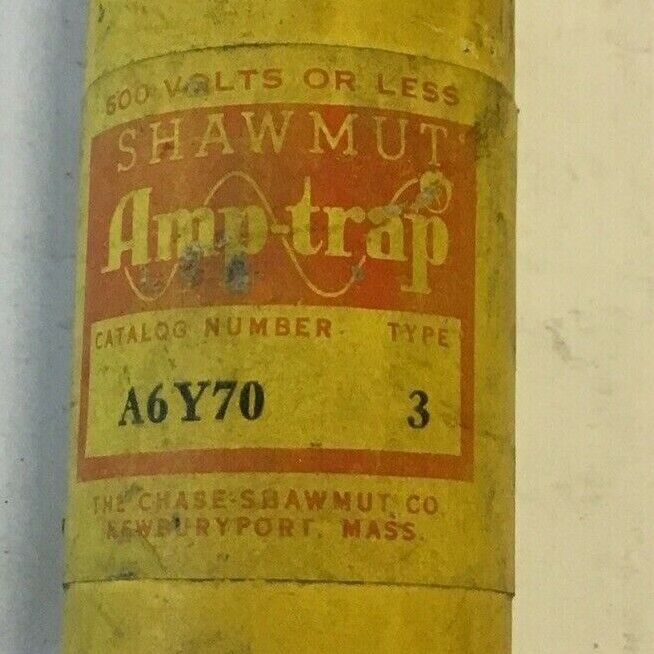 600 VOLTS OR LESS
SHAWMUT
Amp-trap
CATALOG NUMBER TYPE
A6Y70 3
THE CHASE-SHAWMUT CO
NEWBURYPORT, MASS.